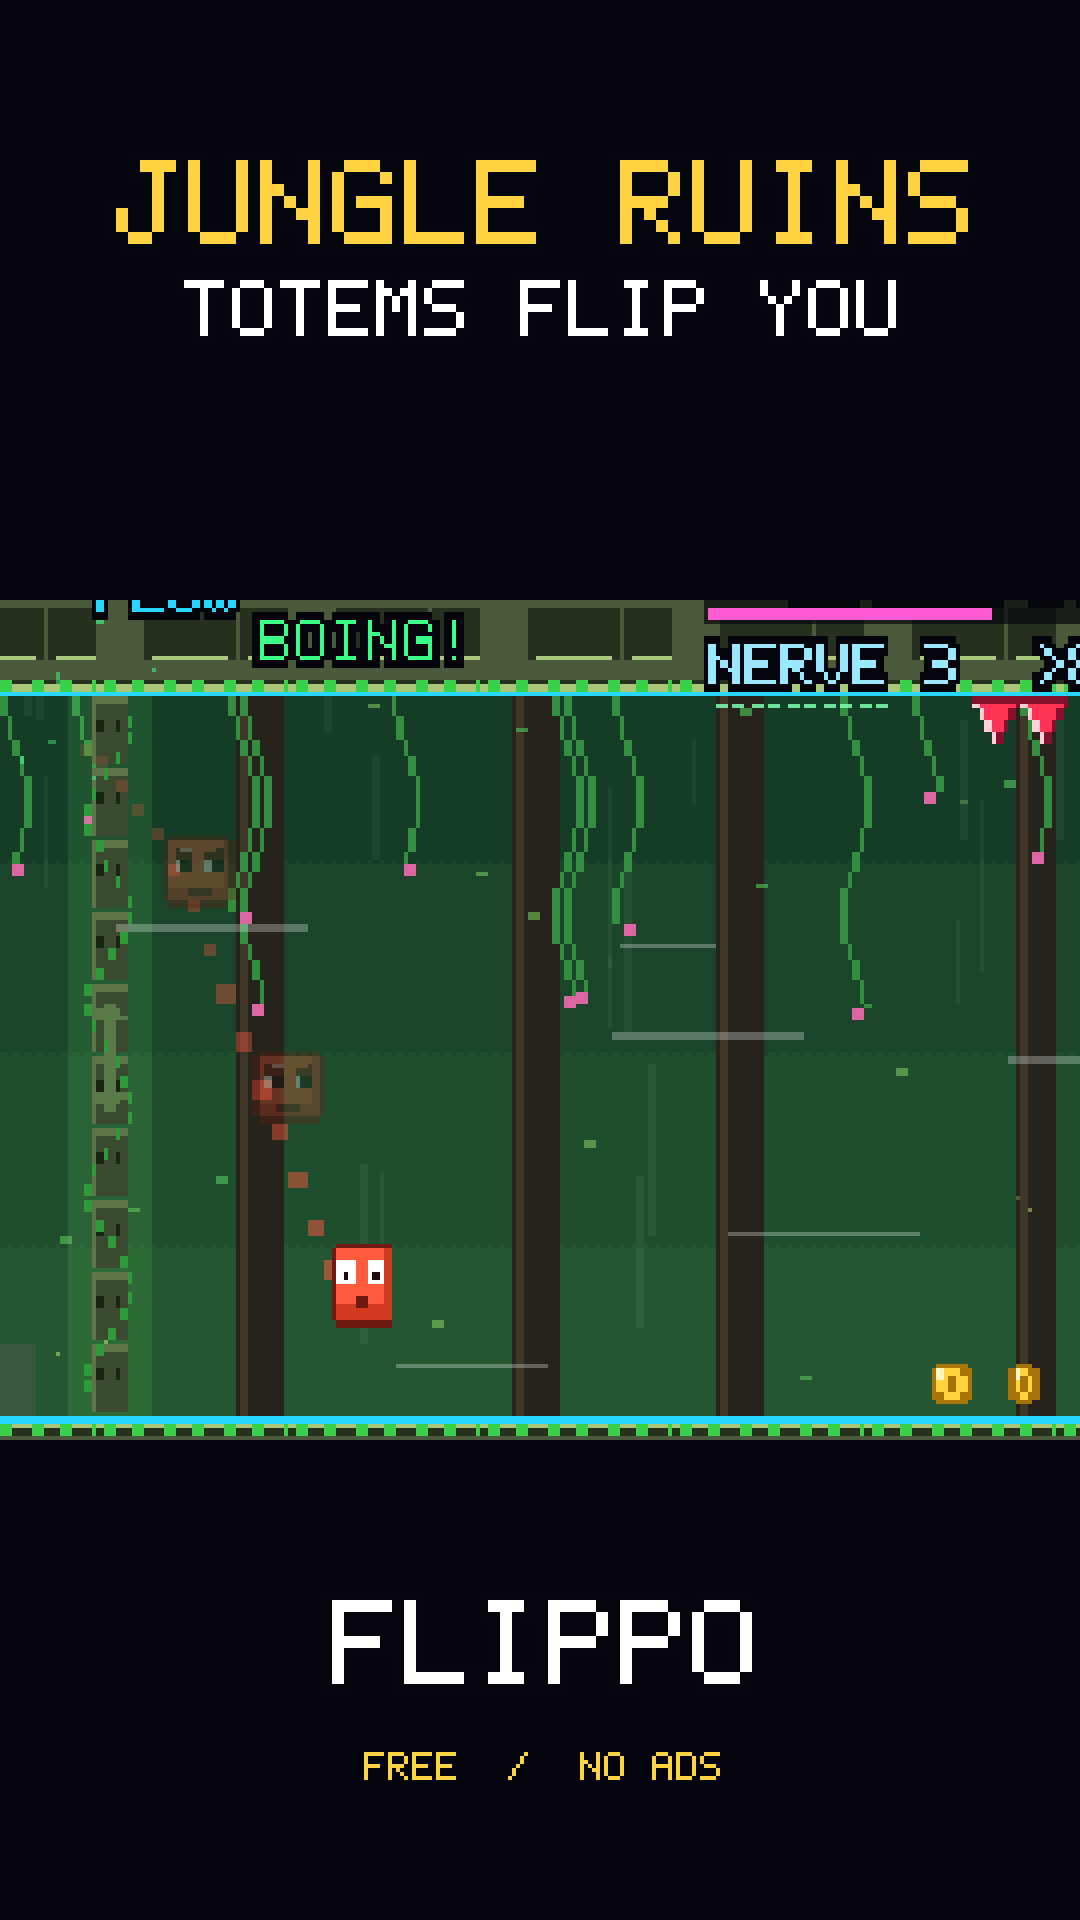 JUNGLE RUINS
TOTEMS FLIP YOU
BOING!
NERVE 3
FLIPPO
FREE / NO ADS